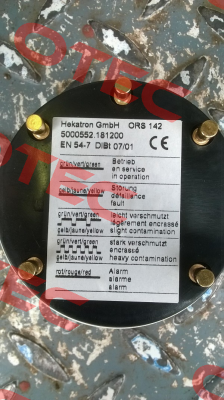 Hekatron GmbH ORS 142
5000552.181200
EN 54-7 DIBt 07/01 CE
grün/vert/green Betrieb
en service
in operation
gelb/jaune/yellow Störung
défaillance
fault
grün/vert/green leicht verschmutzt
légèrement encrassé
gelb/jaune/yellow slight contamination
grün/vert/green stark verschmutzt
fortement encrassé
gelb/jaune/yellow heavy contamination
rot/rouge/red Alarm
alarme
alarm